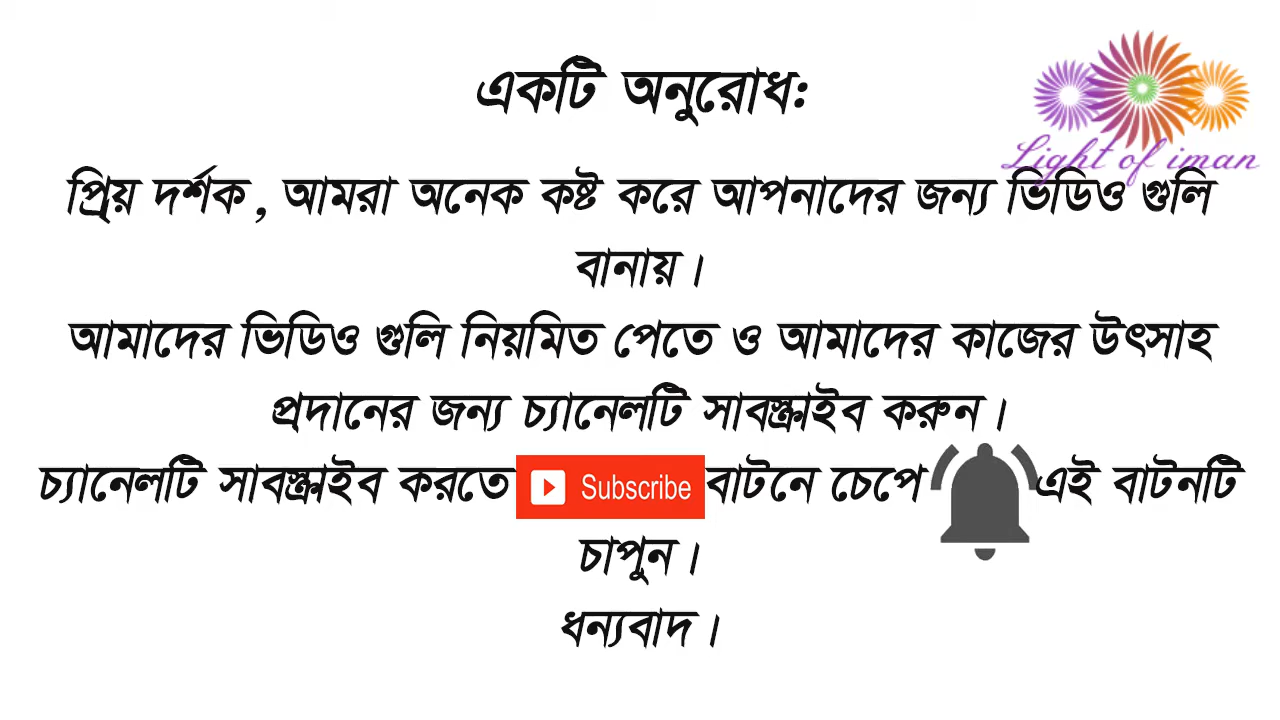 একটি অনুরোধঃ
Light of iman
প্রিয় দর্শক , আমরা অনেক কষ্ট করে আপনাদের জন্য ভিডিও গুলি
বানায় ।
আমাদের ভিডিও গুলি নিয়মিত পেতে ও আমাদের কাজের উৎসাহ
প্রদানের জন্য চ্যানেলটি সাবস্ক্রাইব করুন ।
চ্যানেলটি সাবস্ক্রাইব করতে Subscribe বাটনে চেপে এই বাটনটি
চাপুন ।
ধন্যবাদ ।